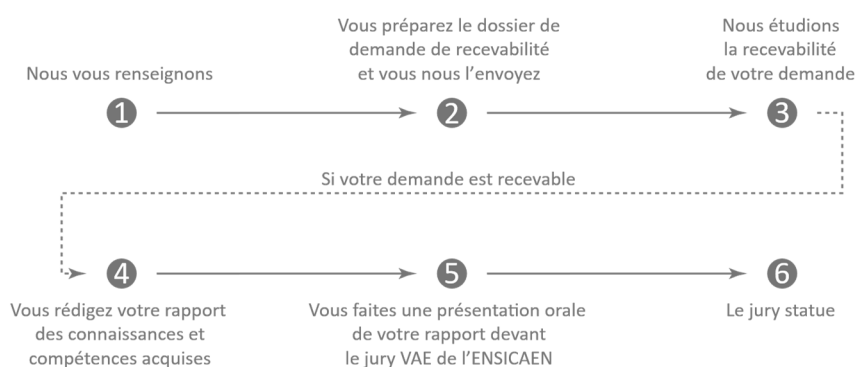 Nous vous renseignons
1
Vous préparez le dossier de
demande de recevabilité
et vous nous l'envoyez
2
Nous étudions
la recevabilité
de votre demande
3
Si votre demande est recevable
4
Vous rédigez votre rapport
des connaissances et
compétences acquises
5
Vous faites une présentation orale
de votre rapport devant
le jury VAE de l'ENSICAEN
6
Le jury statue